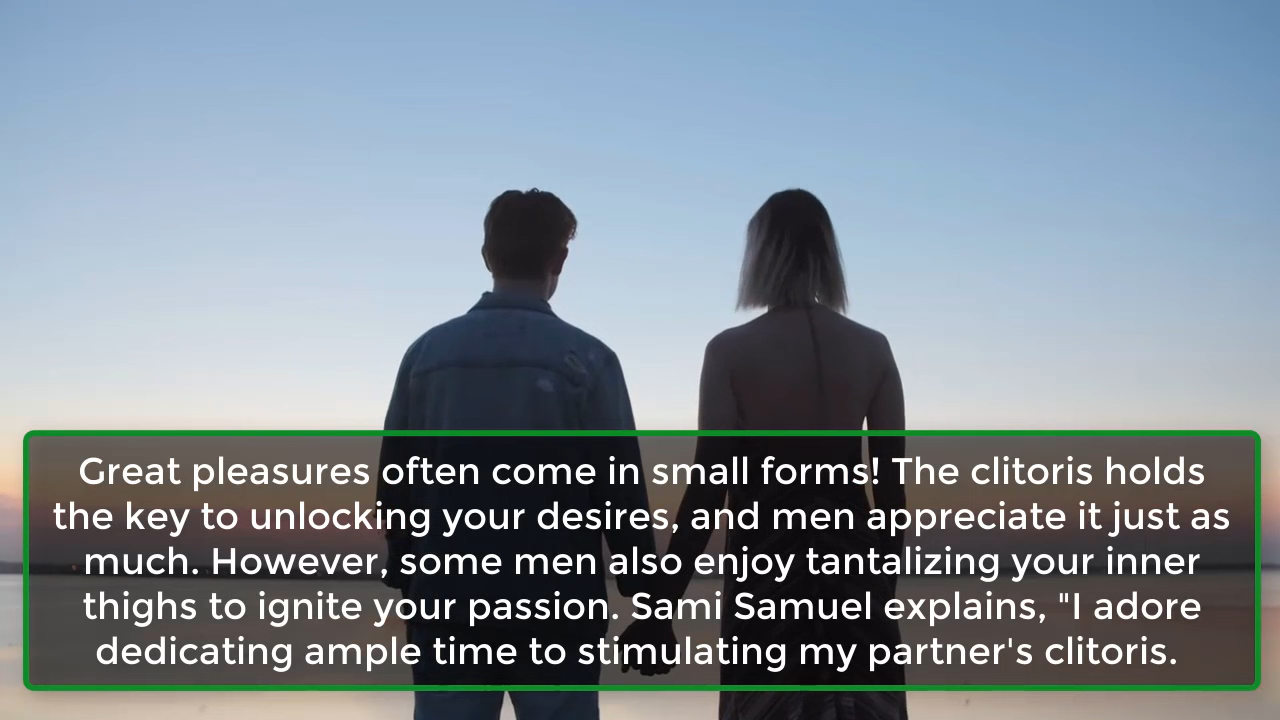 Great pleasures often come in small forms! The clitoris holds
the key to unlocking your desires, and men appreciate it just as
much. However, some men also enjoy tantalizing your inner
thighs to ignite your passion. Sami Samuel explains, "I adore
dedicating ample time to stimulating my partner's clitoris.